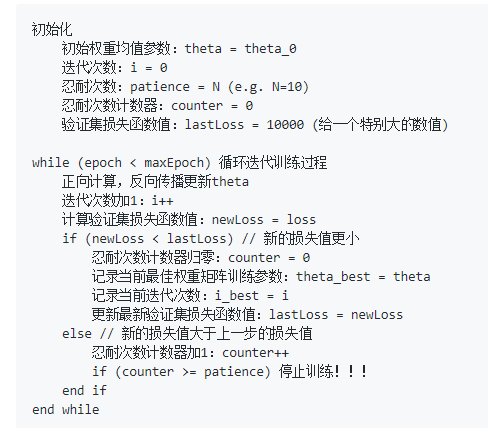 初始化
初始权重均值参数：theta = theta_0
迭代次数：i = 0
忍耐次数：patience = N (e.g. N=10)
忍耐次数计数器：counter = 0
验证集损失函数值：lastLoss = 10000 (给一个特别大的数值)
while (epoch < maxEpoch) 循环迭代训练过程
正向计算，反向传播更新theta
迭代次数加1：i++
计算验证集损失函数值：newLoss = loss
if (newLoss < lastLoss) // 新的损失值更小
忍耐次数计数器归零：counter = 0
记录当前最佳权重矩阵训练参数：theta_best = theta
记录当前迭代次数：i_best = i
更新最新验证集损失函数值：lastLoss = newLoss
else // 新的损失值大于上一步的损失值
忍耐次数计数器加1：counter++
if (counter >= patience) 停止训练！！！
end if
end while